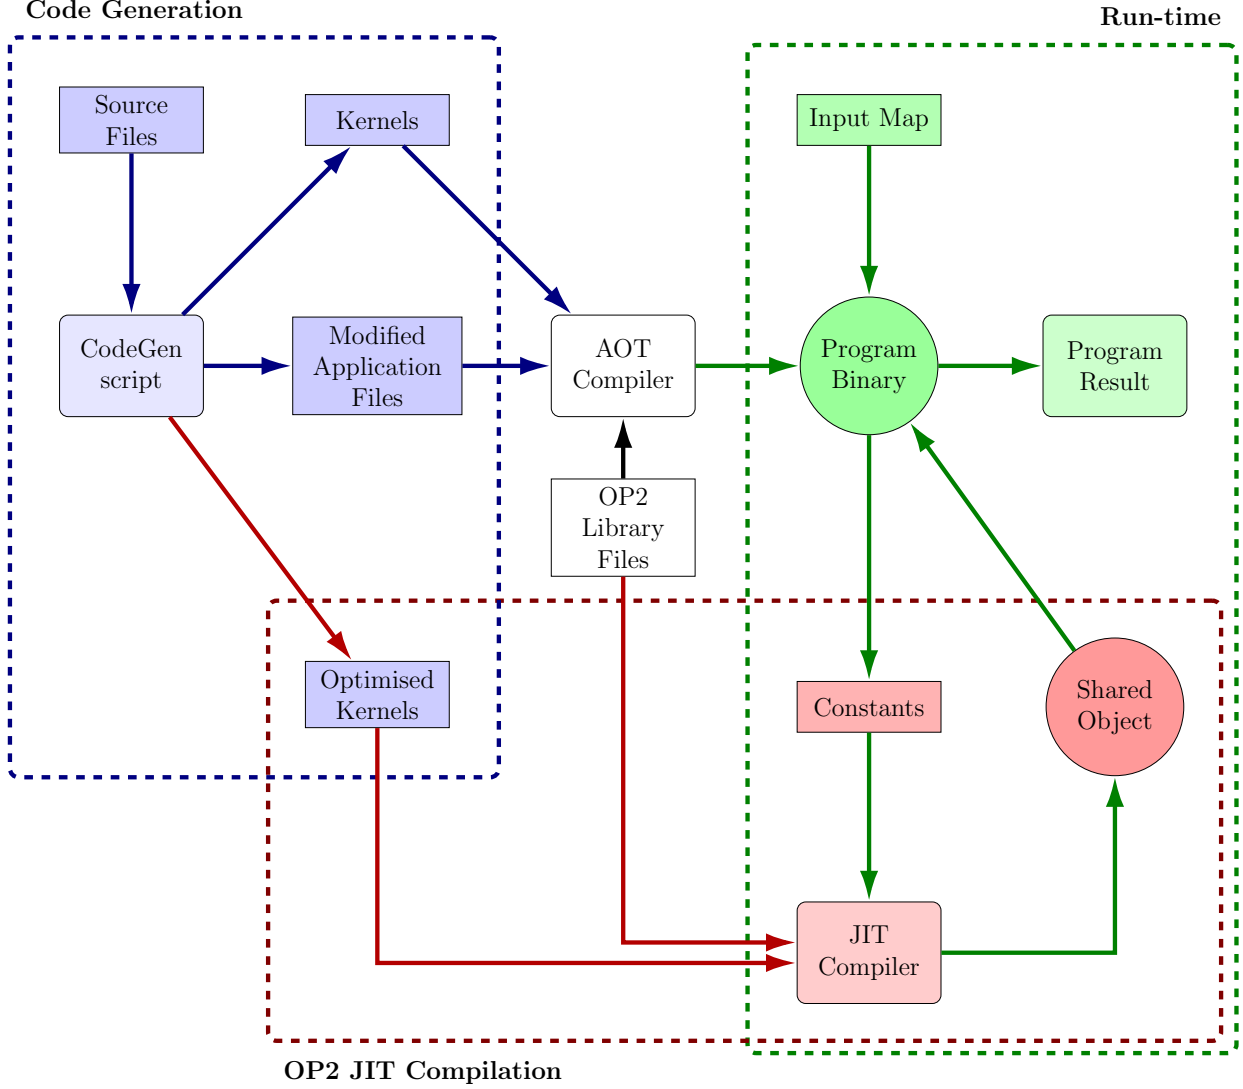 Code Generation
Run-time
Source
Files
Kernels
Input Map
CodeGen
script
Modified
Application
Files
AOT
Compiler
Program
Binary
Program
Result
OP2
Library
Files
Optimised
Kernels
Constants
Shared
Object
JIT
Compiler
OP2 JIT Compilation